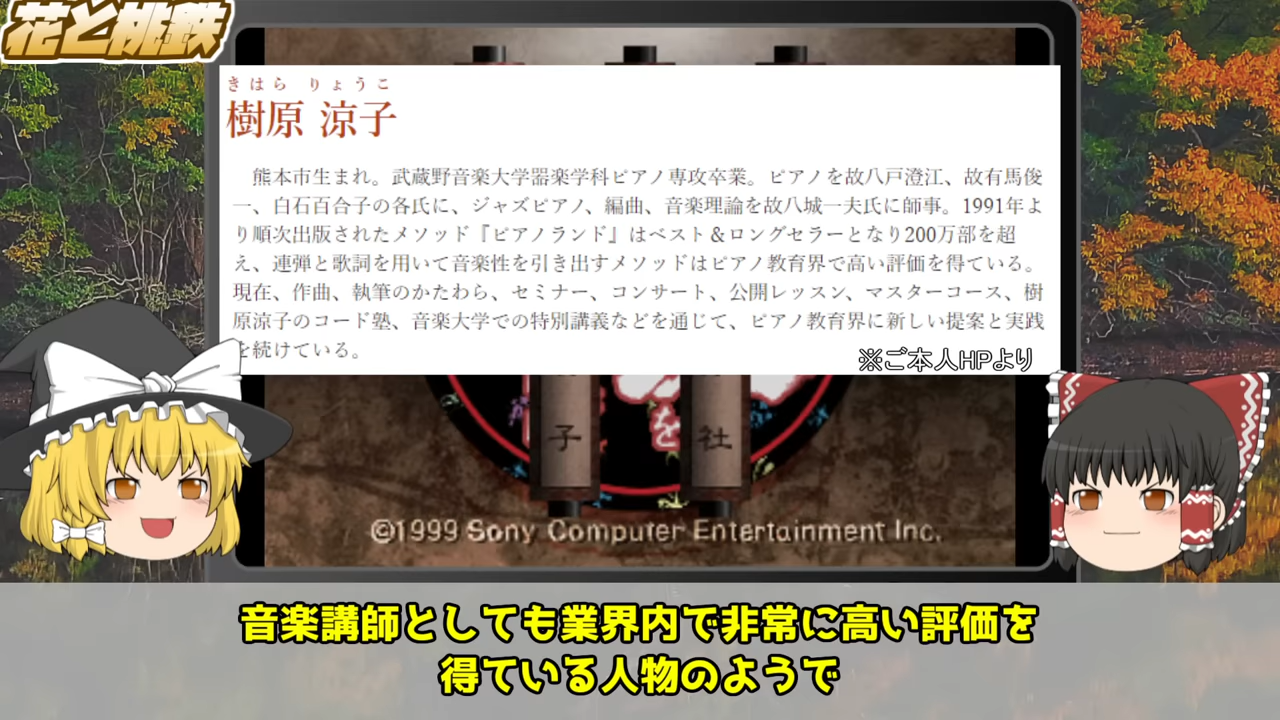 花と桃鉄
きはら りょうこ
樹原 涼子
熊本市生まれ。武蔵野音楽大学器楽学科ピアノ専攻卒業。ピアノを故八戸澄江、故有馬俊
一、白石百合子の各氏に、ジャズピアノ、編曲、音楽理論を故八城一夫氏に師事。1991年よ
り順次出版されたメソッド『ピアノランド』はベスト＆ロングセラーとなり200万部を超
え、連弾と歌詞を用いて音楽性を引き出すメソッドはピアノ教育界で高い評価を得ている。
現在、作曲、執筆のかたわら、セミナー、コンサート、公開レッスン、マスターコース、樹
原涼子のコード塾、音楽大学での特別講義などを通じて、ピアノ教育界に新しい提案と実践
を続けている。
※ご本人HPより
を
子
社
©1999 Sony Computer Entertainment Inc.
音楽講師としても業界内で非常に高い評価を
得ている人物のようで